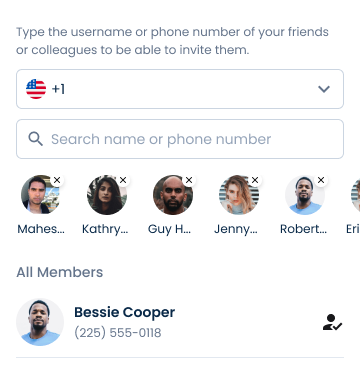 Type the username or phone number of your friends
or colleagues to be able to invite them.
+1
Search name or phone number
Mahes... Kathry... Guy H... Jenny... Robert... Eri
All Members
Bessie Cooper
(225) 555-0118